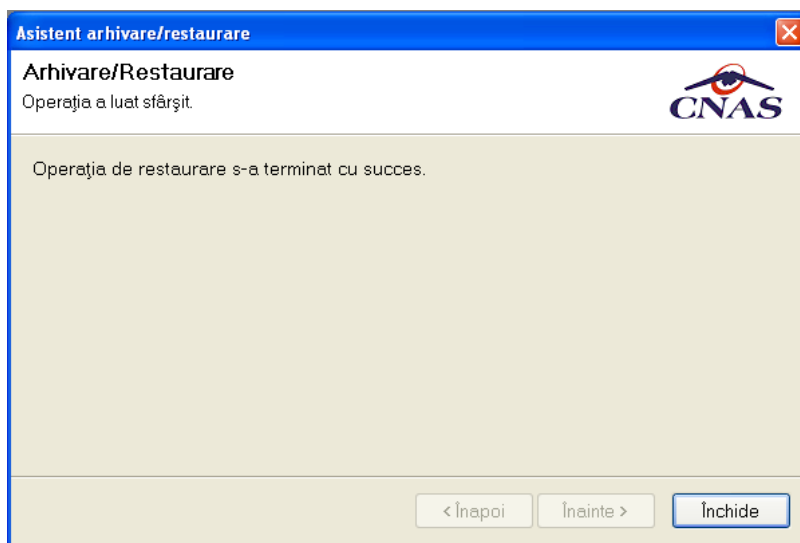 Asistent arhivare/restaurare
Arhivare/Restaurare
Operaţia a luat sfârşit.
CNAS
Operaţia de restaurare s-a terminat cu succes.
< Înapoi
Înainte >
Închide